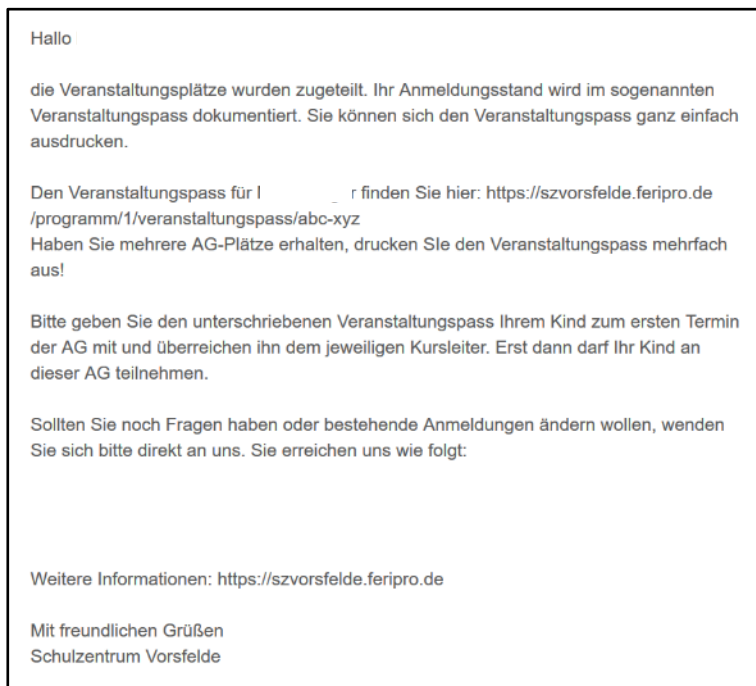 Hallo
die Veranstaltungsplätze wurden zugeteilt. Ihr Anmeldungsstand wird im sogenannten
Veranstaltungspass dokumentiert. Sie können sich den Veranstaltungspass ganz einfach
ausdrucken.
Den Veranstaltungspass für r finden Sie hier: https://szvorsfelde.feripro.de
/programm/1/veranstaltungspass/abc-xyz
Haben Sie mehrere AG-Plätze erhalten, drucken SIe den Veranstaltungspass mehrfach
aus!
Bitte geben Sie den unterschriebenen Veranstaltungspass Ihrem Kind zum ersten Termin
der AG mit und überreichen ihn dem jeweiligen Kursleiter. Erst dann darf Ihr Kind an
dieser AG teilnehmen.
Sollten Sie noch Fragen haben oder bestehende Anmeldungen ändern wollen, wenden
Sie sich bitte direkt an uns. Sie erreichen uns wie folgt:
Weitere Informationen: https://szvorsfelde.feripro.de
Mit freundlichen Grüßen
Schulzentrum Vorsfelde